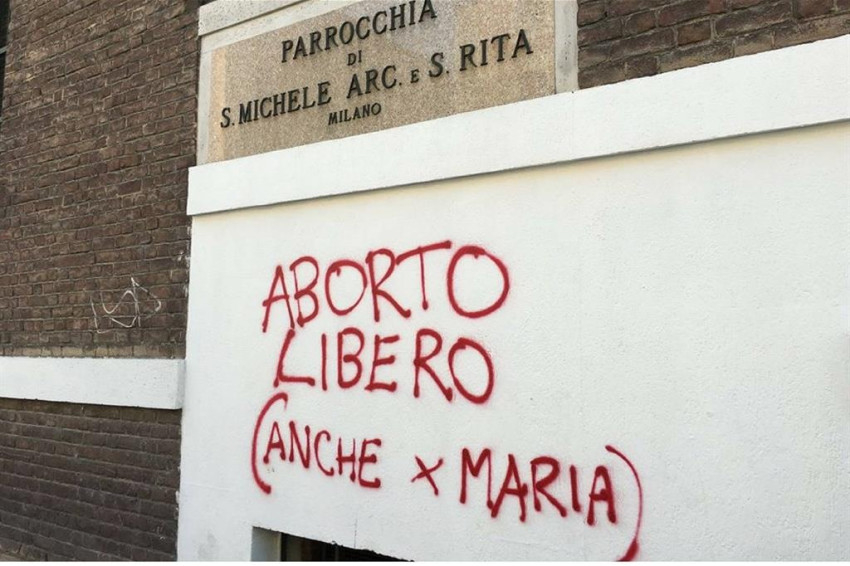 PARROCCHIA
DI
S. MICHELE ARC. E S. RITA
MILANO
ABORTO
LIBERO
(ANCHE x MARIA)